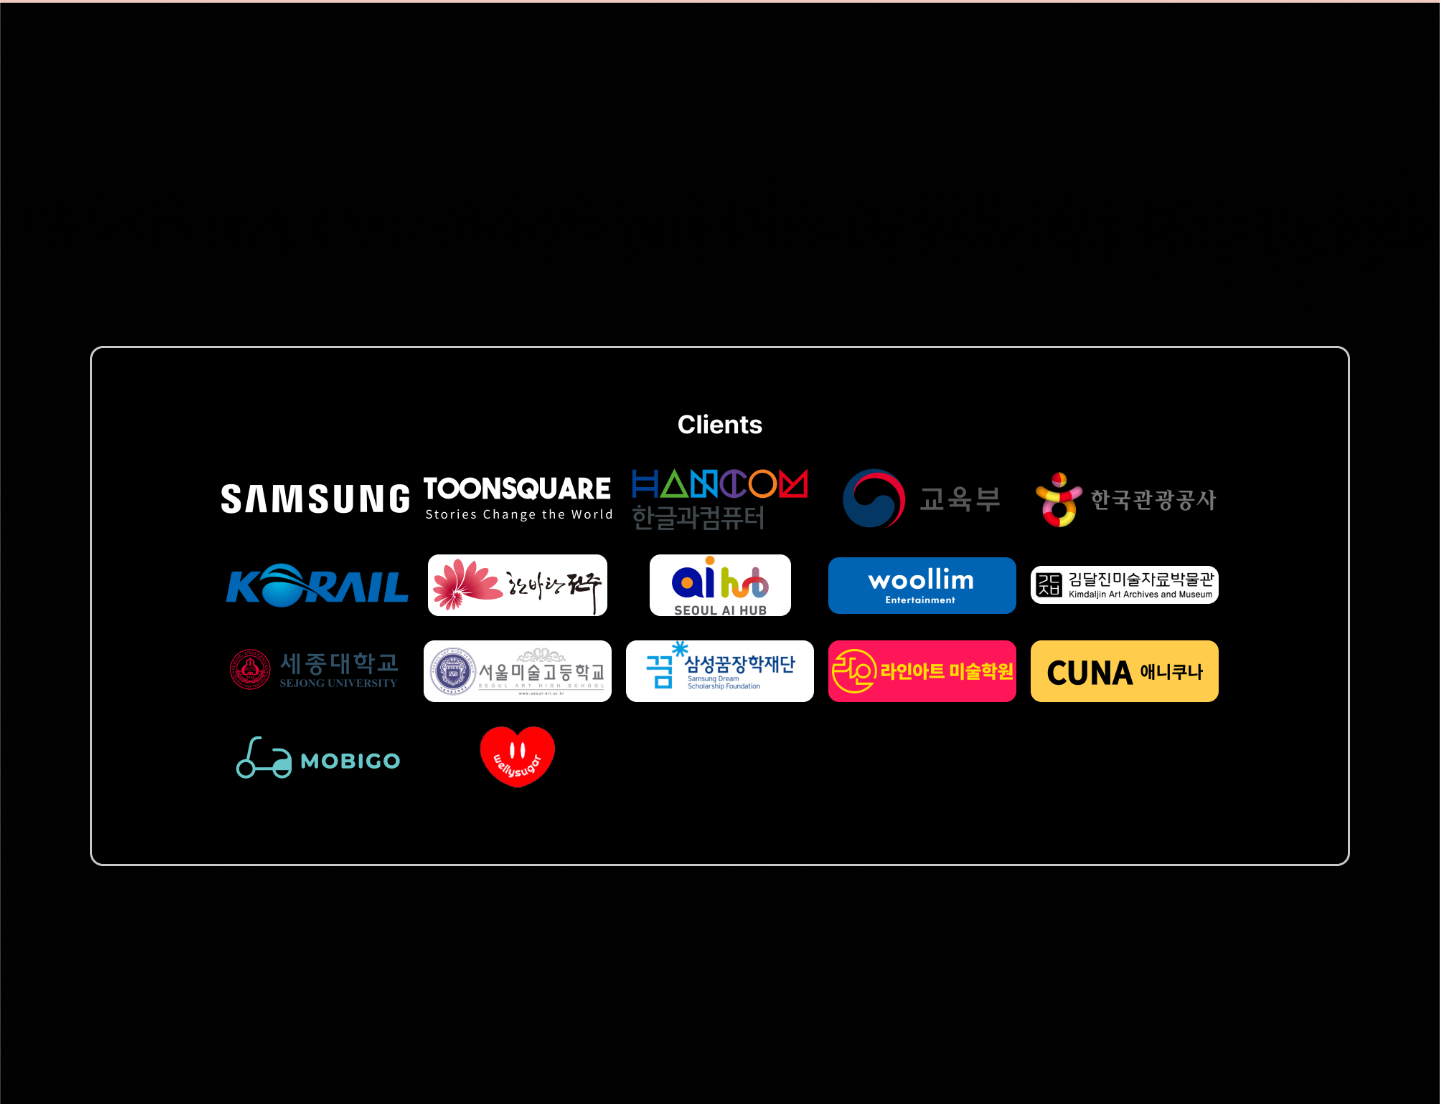 Clients
SAMSUNG
TOONSQUARE
Stories Change the World
HANCOM
한글과컴퓨터
교육부
한국관광공사
KORAIL
한바탕 전주
ai hub
SEOUL AI HUB
woollim
Entertainment
김달진미술자료박물관
Kimdaljin Art Archives and Museum
세종대학교
SEJONG UNIVERSITY
서울미술고등학교
SEOUL ART HIGH SCHOOL
꿈
삼성꿈장학재단
Samsung Dream
Scholarship Foundation
라인
라인아트 미술학원
CUNA 애니쿠나
MOBIGO
wellysugar